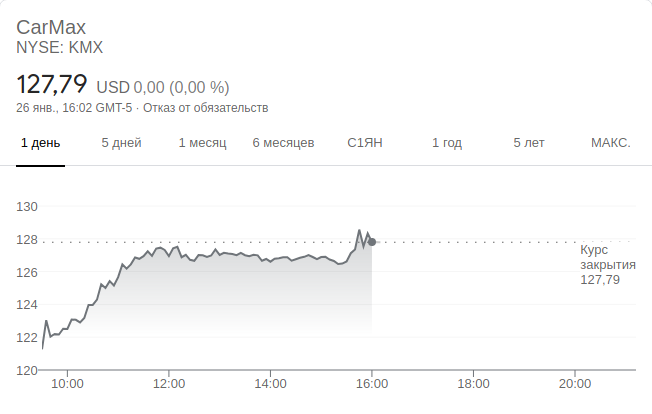 CarMax
NYSE: KMX
127,79 USD 0,00 (0,00 %)
26 янв., 16:02 GMT-5 · Отказ от обязательств
1 день 5 дней 1 месяц 6 месяцев С1ЯН 1 год 5 лет МАКС.
130
128
Курс
закрытия
127,79
126
124
122
120
10:00 12:00 14:00 16:00 18:00 20:00